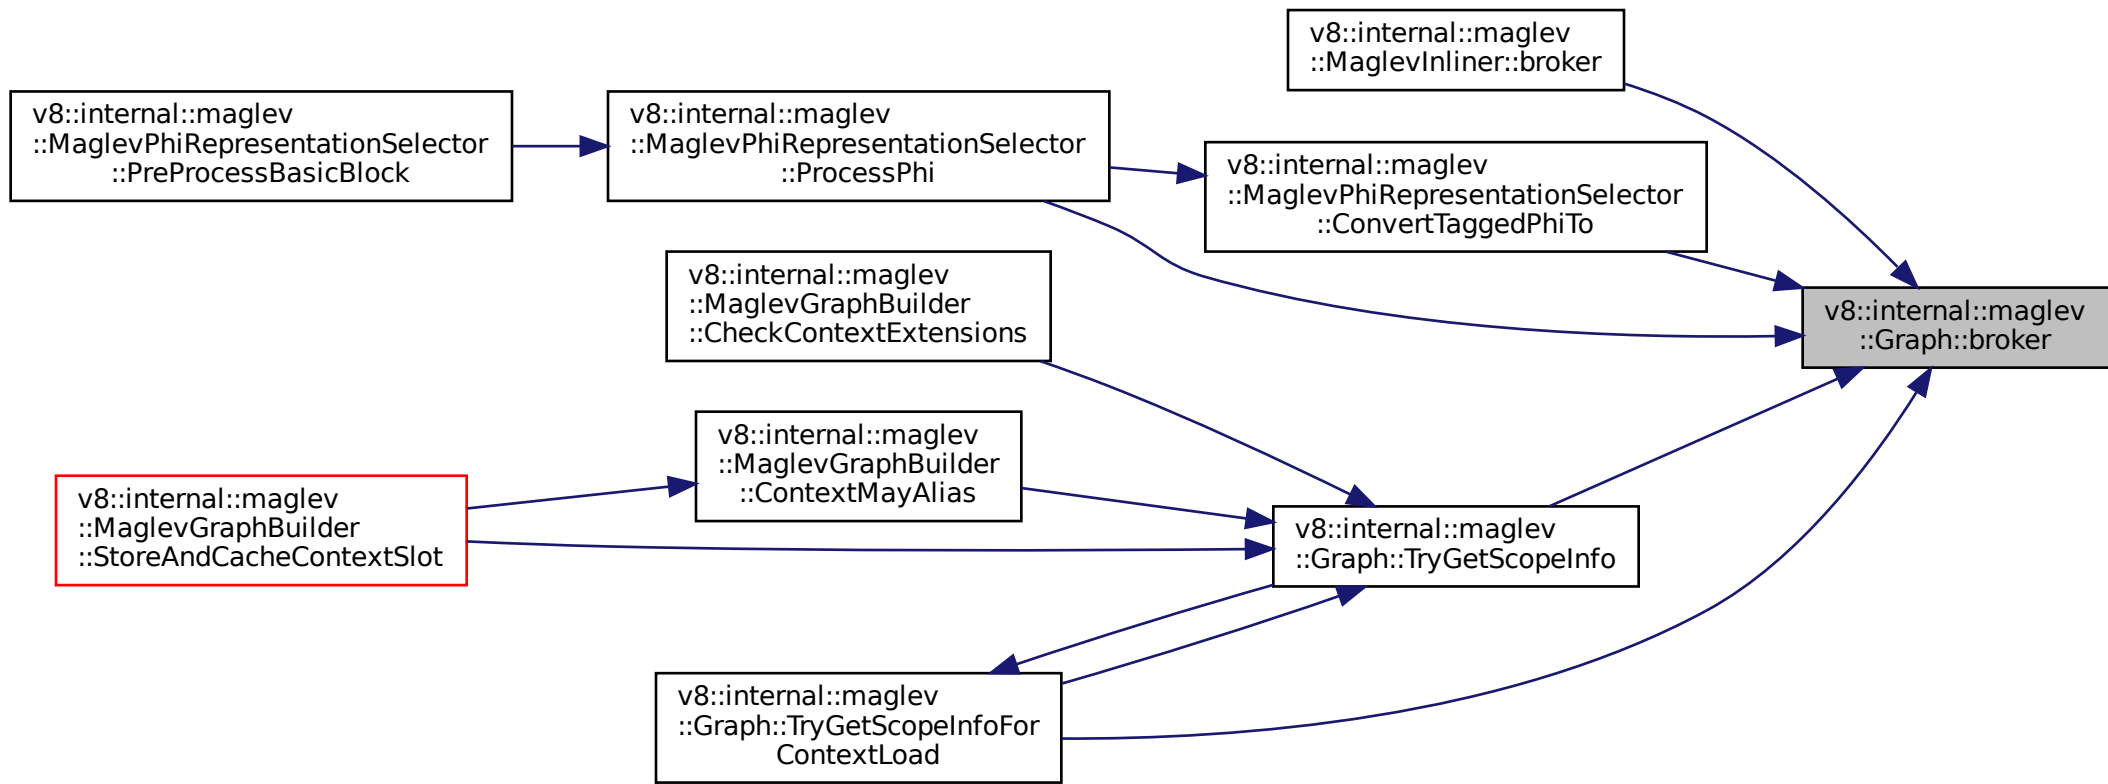 v8::internal::maglev
::MaglevInliner::broker
v8::internal::maglev
::MaglevPhiRepresentationSelector
::PreProcessBasicBlock
v8::internal::maglev
::MaglevPhiRepresentationSelector
::ProcessPhi
v8::internal::maglev
::MaglevPhiRepresentationSelector
::ConvertTaggedPhiTo
v8::internal::maglev
::MaglevGraphBuilder
::CheckContextExtensions
v8::internal::maglev
::Graph::broker
v8::internal::maglev
::MaglevGraphBuilder
::ContextMayAlias
v8::internal::maglev
::MaglevGraphBuilder
::StoreAndCacheContextSlot
v8::internal::maglev
::Graph::TryGetScopeInfo
v8::internal::maglev
::Graph::TryGetScopeInfoFor
ContextLoad